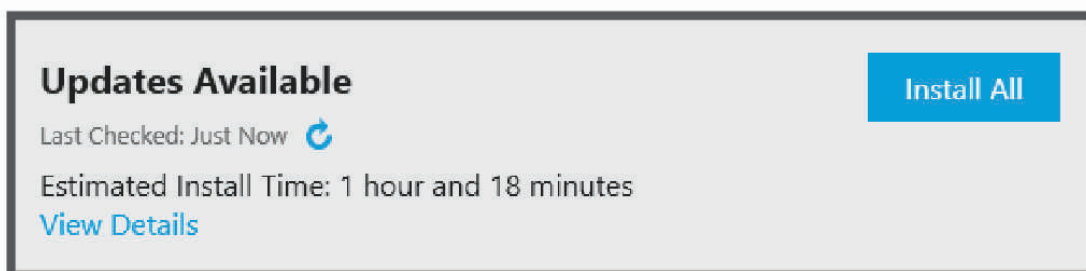 Updates Available
Install All
Last Checked: Just Now
Estimated Install Time: 1 hour and 18 minutes
View Details